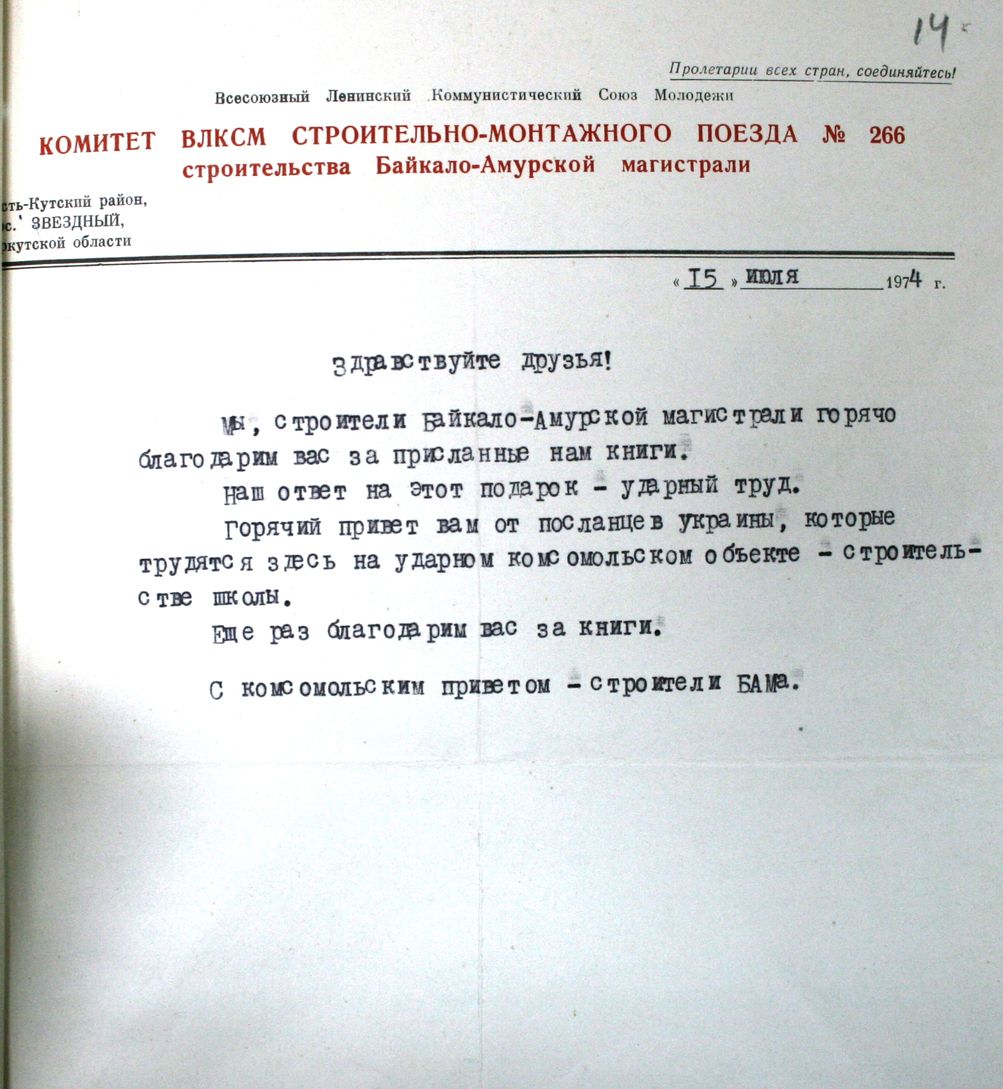 14
Пролетарии всех стран, соединяйтесь!
Всесоюзный Ленинский Коммунистический Союз Молодежи
КОМИТЕТ ВЛКСМ СТРОИТЕЛЬНО-МОНТАЖНОГО ПОЕЗДА № 266
строительства Байкало-Амурской магистрали
сть-Кутский район,
ос. ЗВЕЗДНЫЙ,
ркутской области
« I5 » июля 1974 г.
Здравствуйте друзья!
Мы, строители Байкало-Амурской магистрали горячо
благодарим вас за присланные нам книги.
Наш ответ на этот подарок - ударный труд.
Горячий привет вам от посланцев украины, которые
трудятся здесь на ударном комсомольском объекте - строитель-
стве школы.
Еще раз благодарим вас за книги.
С комсомольским приветом - строители БАМа.